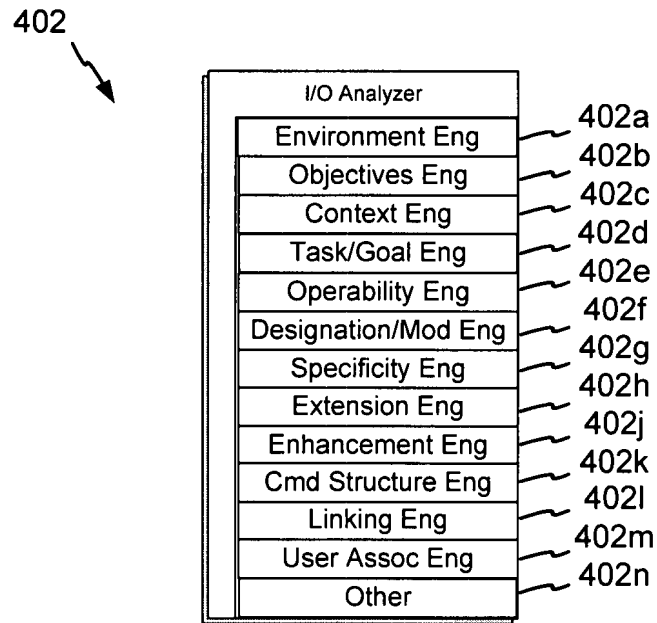 402
I/O Analyzer
Environment Eng 402a
Objectives Eng 402b
Context Eng 402c
Task/Goal Eng 402d
Operability Eng 402e
Designation/Mod Eng 402f
Specificity Eng 402g
Extension Eng 402h
Enhancement Eng 402j
Cmd Structure Eng 402k
Linking Eng 402l
User Assoc Eng 402m
Other 402n